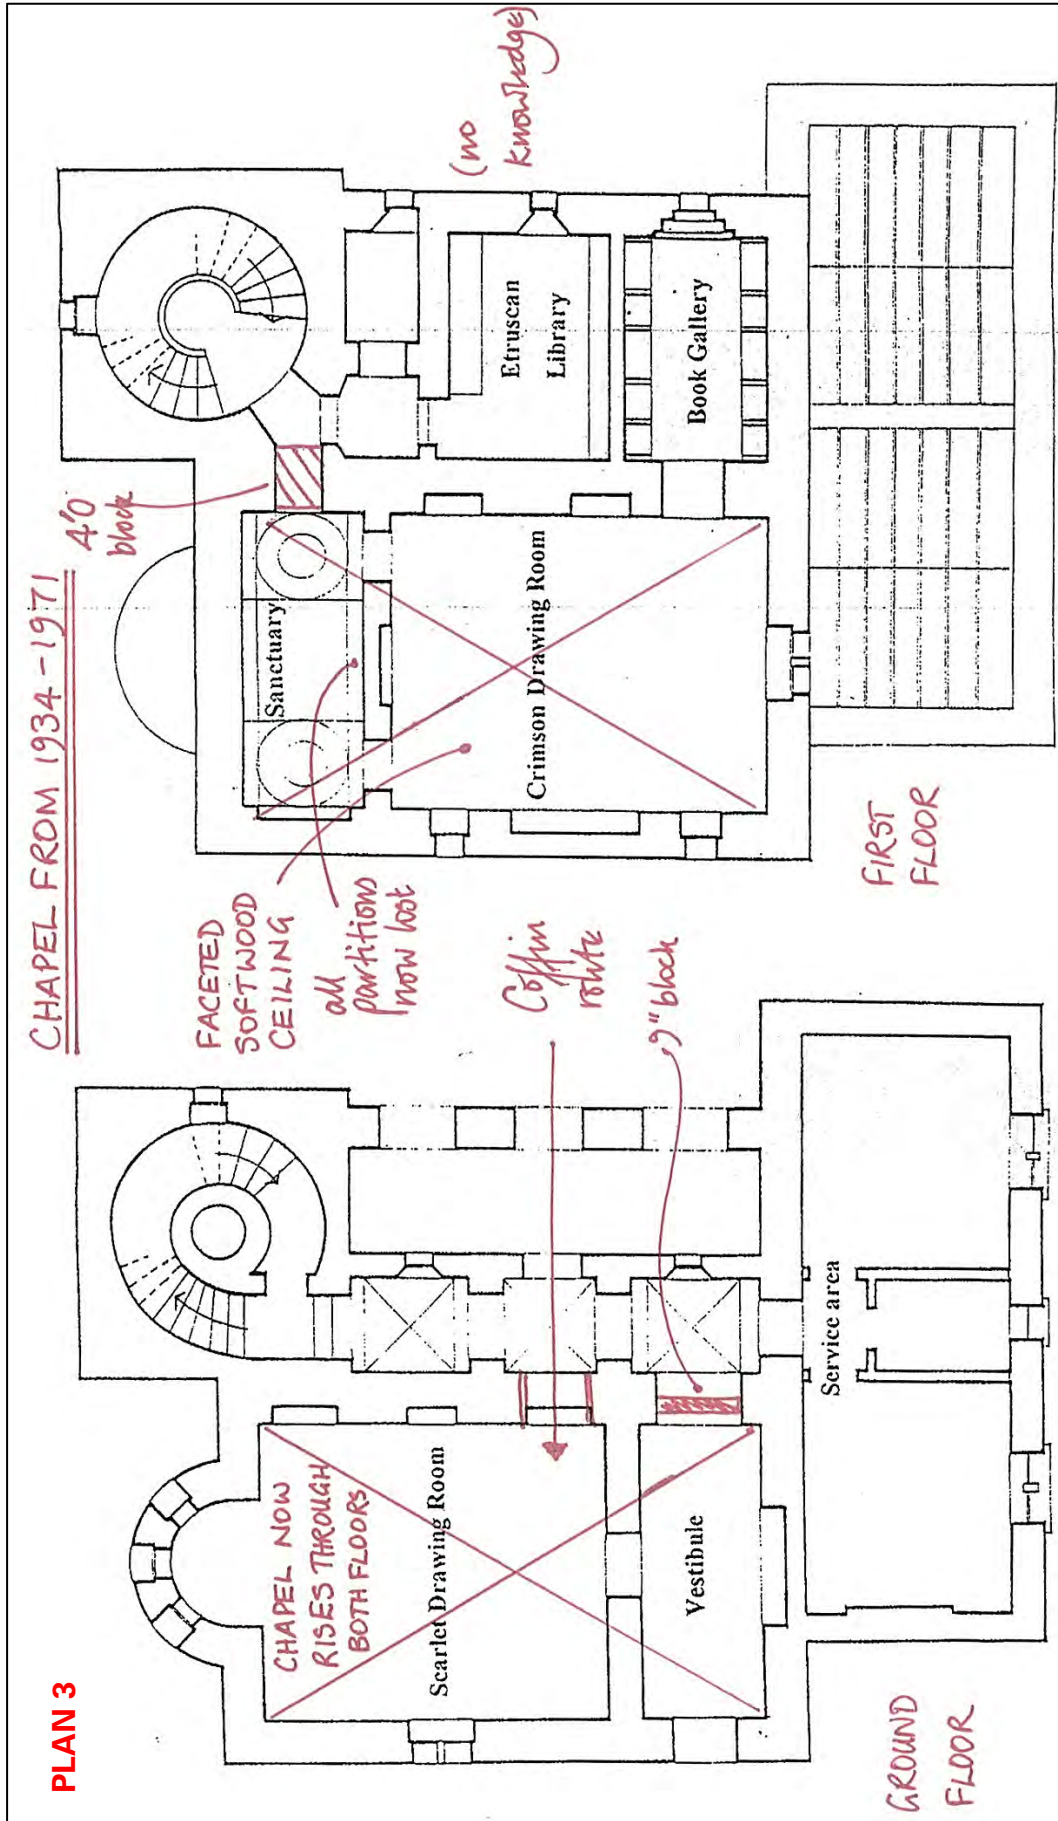 PLAN 3
CHAPEL FROM 1934-1971
4'0
block
(no
knowledge)
FACETED
SOFTWOOD
CEILING
all
partitions
now lost
Coffin
route
9" block
CHAPEL NOW
RISES THROUGH
BOTH FLOORS
Scarlet Drawing Room
Vestibule
Service area
GROUND
FLOOR
Sanctuary
Crimson Drawing Room
Etruscan
Library
Book Gallery
FIRST
FLOOR